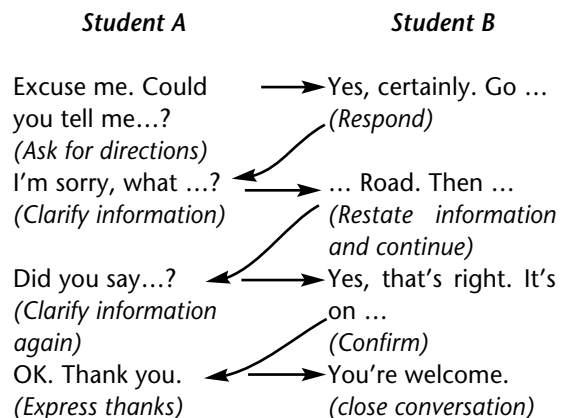 Student A
Student B
Excuse me. Could
you tell me…?
(Ask for directions)
Yes, certainly. Go …
(Respond)
I'm sorry, what …?
(Clarify information)
… Road. Then …
(Restate information
and continue)
Did you say…?
(Clarify information
again)
Yes, that's right. It's
on …
(Confirm)
OK. Thank you.
(Express thanks)
You're welcome.
(close conversation)